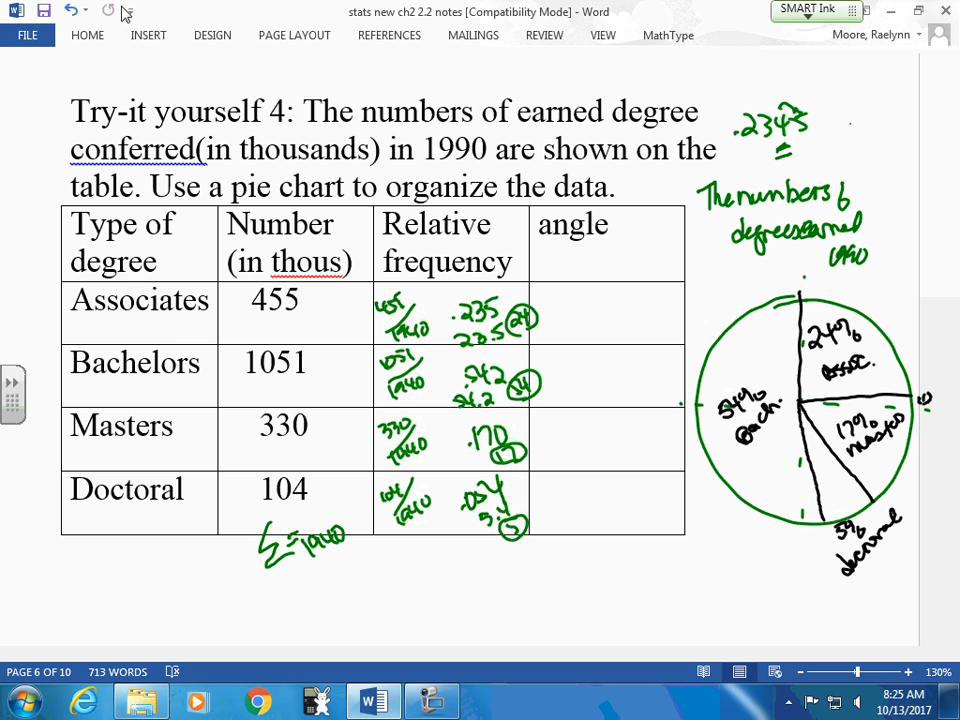 stats new ch2 2.2 notes [Compatibility Mode] - Word
SMART Ink
FILE HOME INSERT DESIGN PAGE LAYOUT REFERENCES MAILINGS REVIEW VIEW MathType Moore, Raelynn
Try-it yourself 4: The numbers of earned degree
conferred(in thousands) in 1990 are shown on the
table. Use a pie chart to organize the data.
.2345
The numbers of
degrees earned
1990
Type of degree Number (in thous) Relative frequency angle
Associates 455 455/1940 .235 23.5 24
Bachelors 1051 1051/1940 .542 54.2 54
Masters 330 330/1940 .170 17
Doctoral 104 104/1940 .054 5.4 5
Σ=1940
24%
Assoc.
54%
Bach.
17%
masters
5%
doctoral
PAGE 6 OF 10 713 WORDS 130%
8:25 AM
10/13/2017